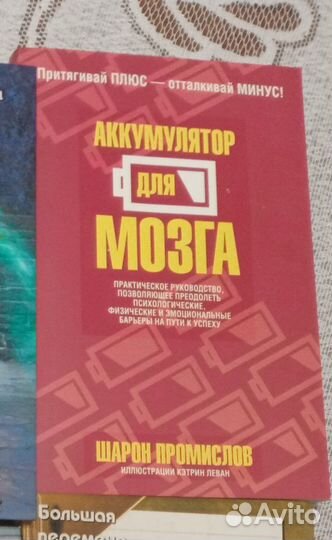 Притягивай ПЛЮС — отталкивай МИНУС!
АККУМУЛЯТОР
ДЛЯ
МОЗГА
ПРАКТИЧЕСКОЕ РУКОВОДСТВО,
ПОЗВОЛЯЮЩЕЕ ПРЕОДОЛЕТЬ
ПСИХОЛОГИЧЕСКИЕ,
ФИЗИЧЕСКИЕ И ЭМОЦИОНАЛЬНЫЕ
БАРЬЕРЫ НА ПУТИ К УСПЕХУ
ШАРОН ПРОМИСЛОВ
ИЛЛЮСТРАЦИИ КЭТРИН ЛЕВАН
Большая
Avito